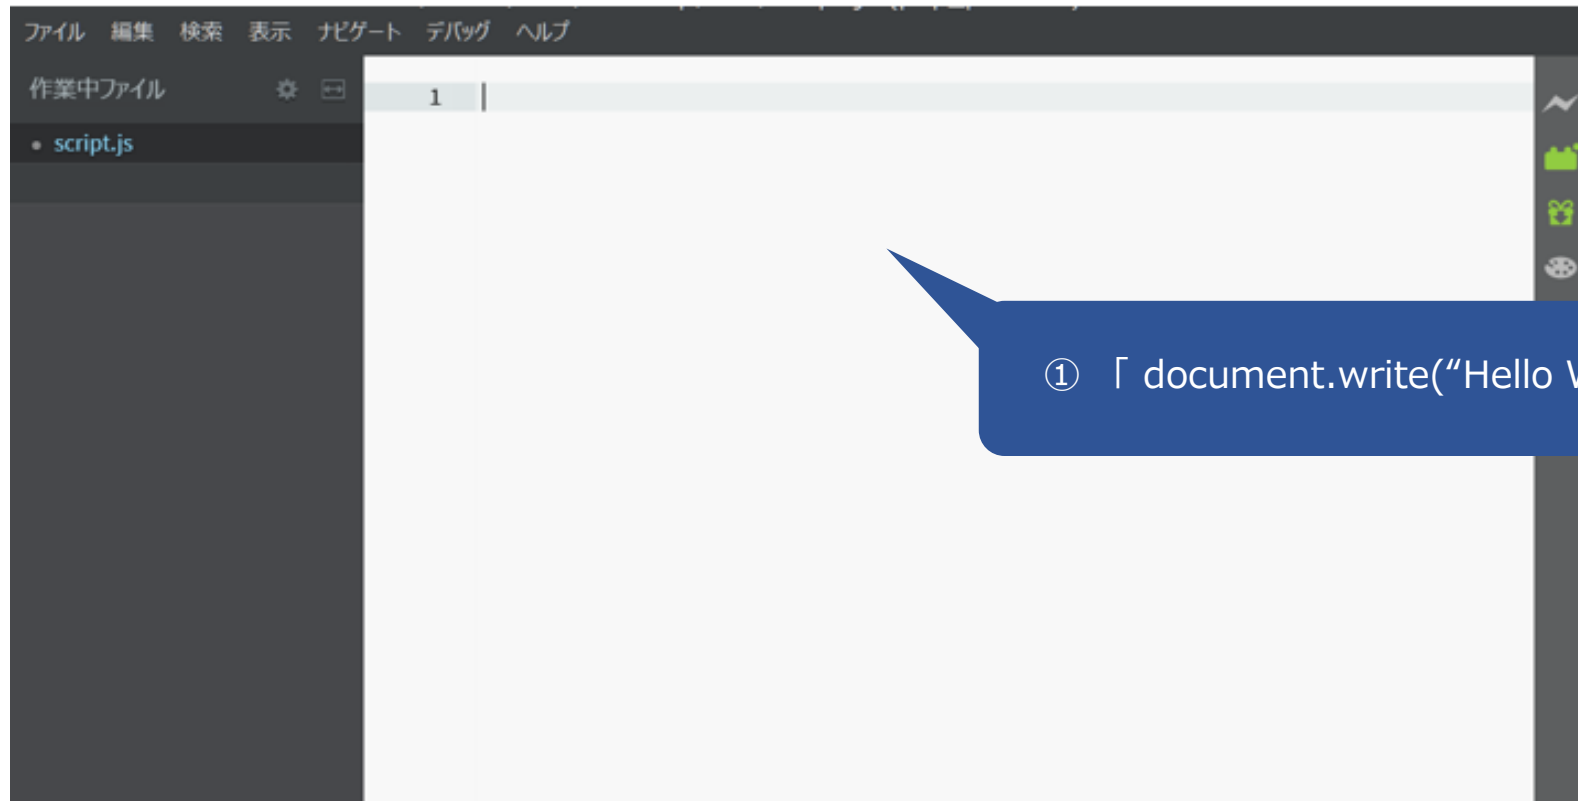 ファイル 編集 検索 表示 ナビゲート デバッグ ヘルプ
作業中ファイル
script.js
1
① 「 document.write(“Hello